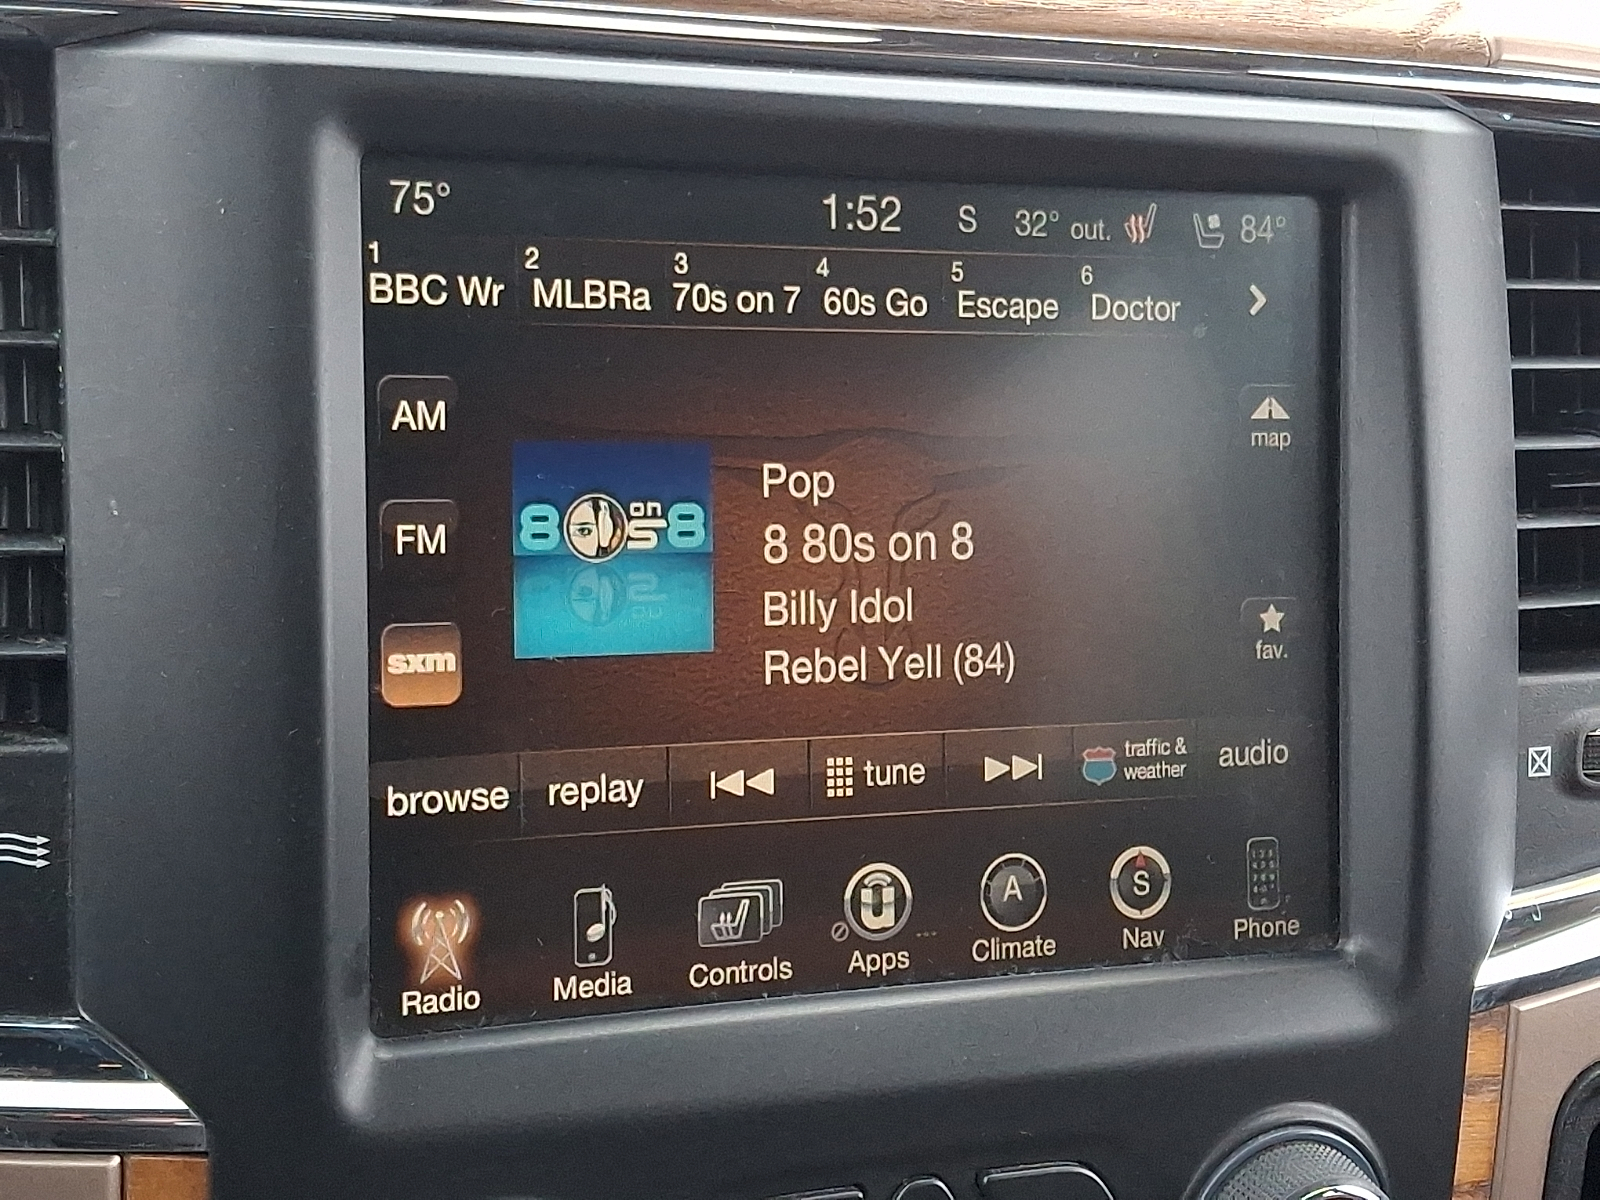 75° 1:52 S 32° out. 84°
1 2 3 4 5 6
BBC Wr MLBRa 70s on 7 60s Go Escape Doctor
AM
map
8 on
80s8
Pop
FM
8 80s on 8
Billy Idol
fav.
sxm
Rebel Yell (84)
browse replay tune traffic &
weather audio
A S
Radio Media Controls Apps Climate Nav Phone